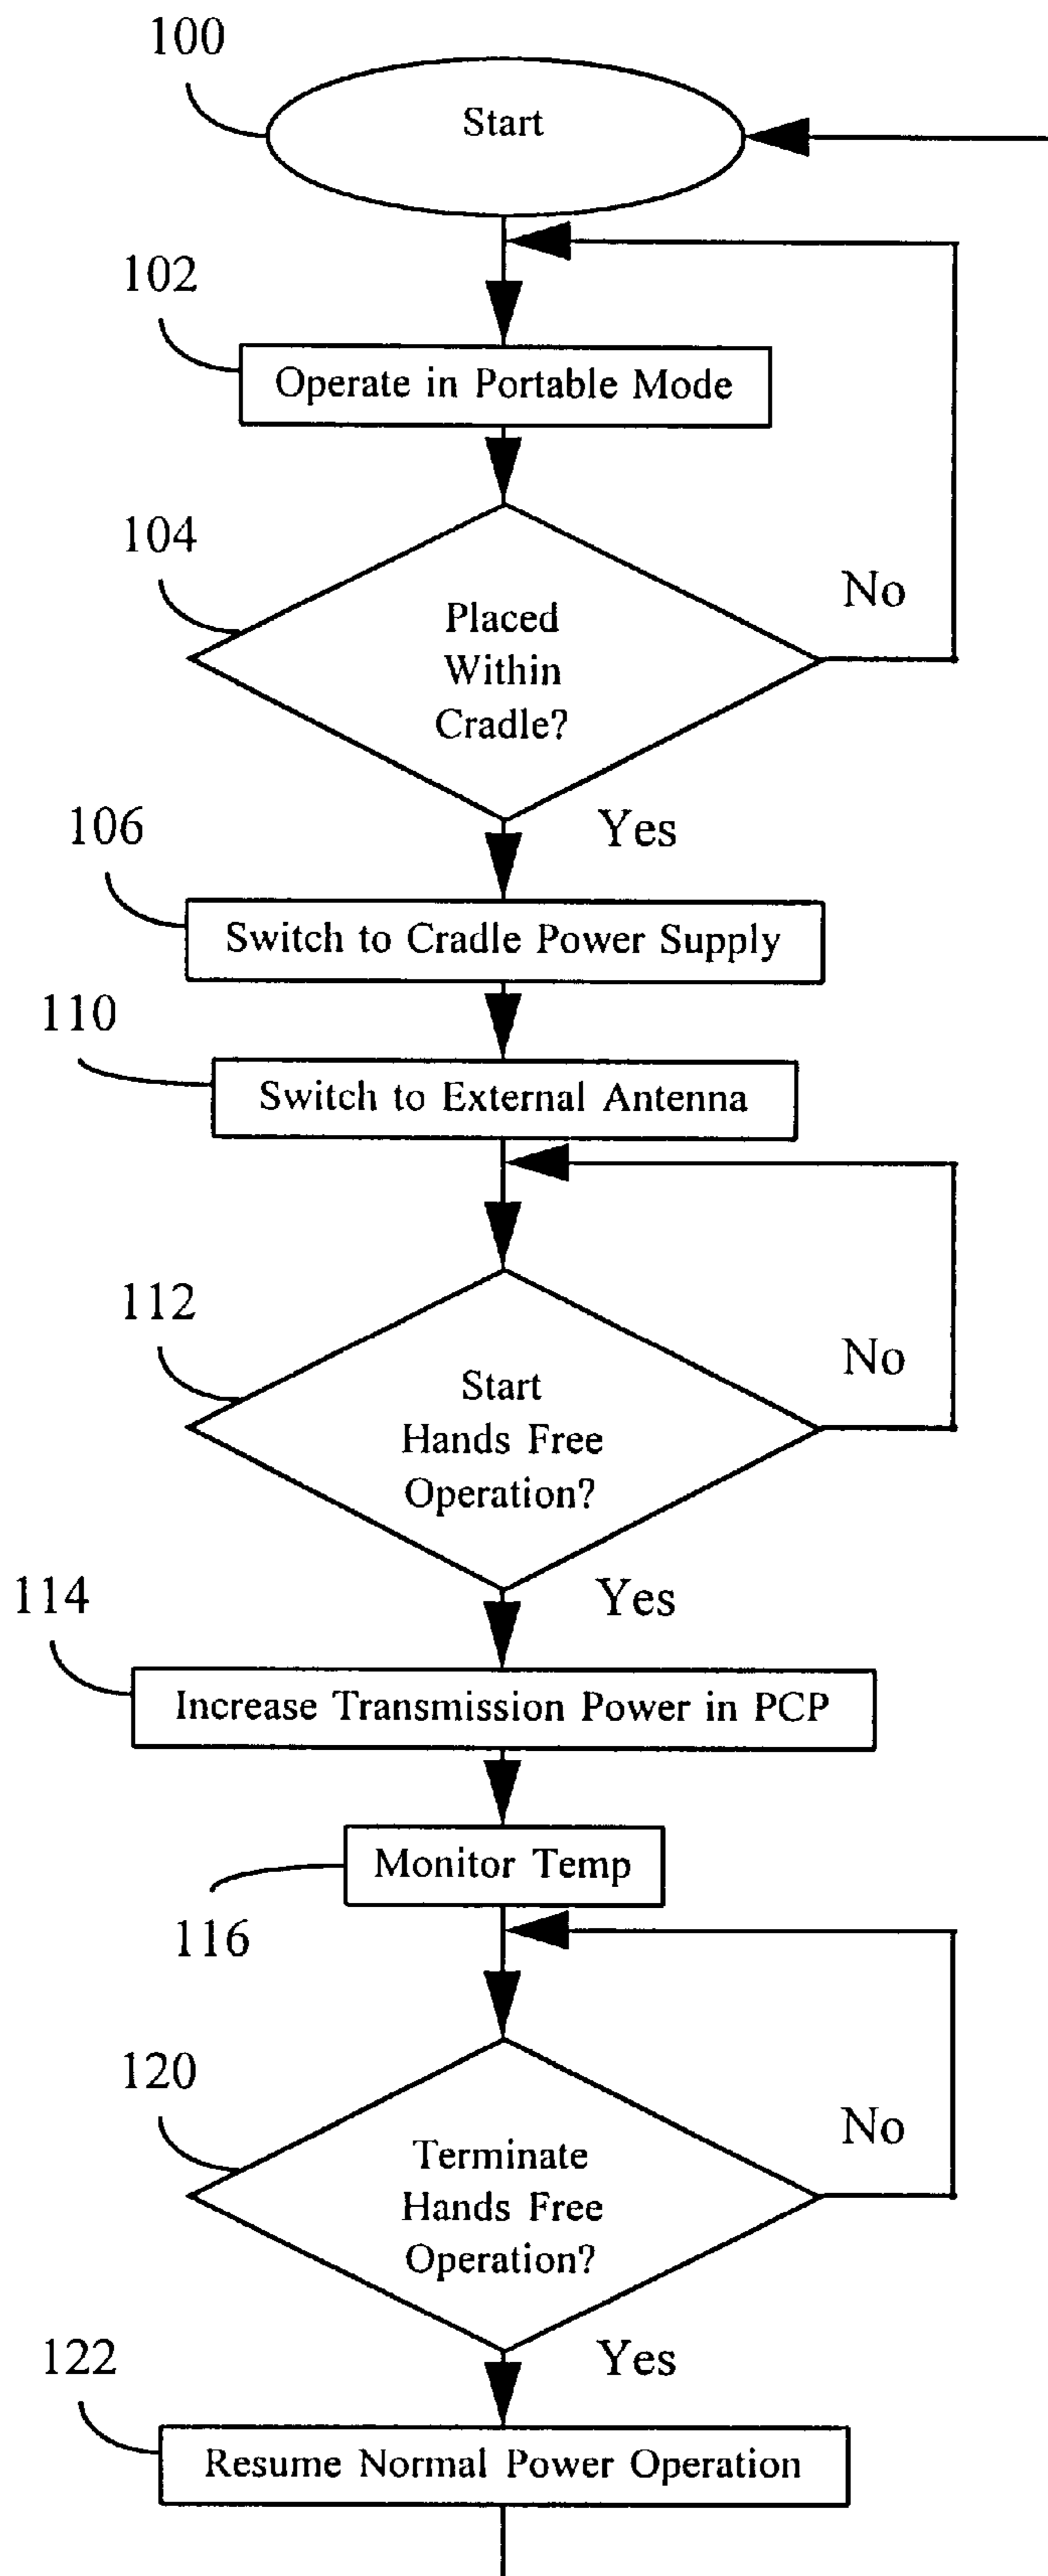 100
Start
102
Operate in Portable Mode
104
Placed
Within
Cradle?
No
Yes
106
Switch to Cradle Power Supply
110
Switch to External Antenna
112
Start
Hands Free
Operation?
No
Yes
114
Increase Transmission Power in PCP
Monitor Temp
116
120
Terminate
Hands Free
Operation?
No
Yes
122
Resume Normal Power Operation